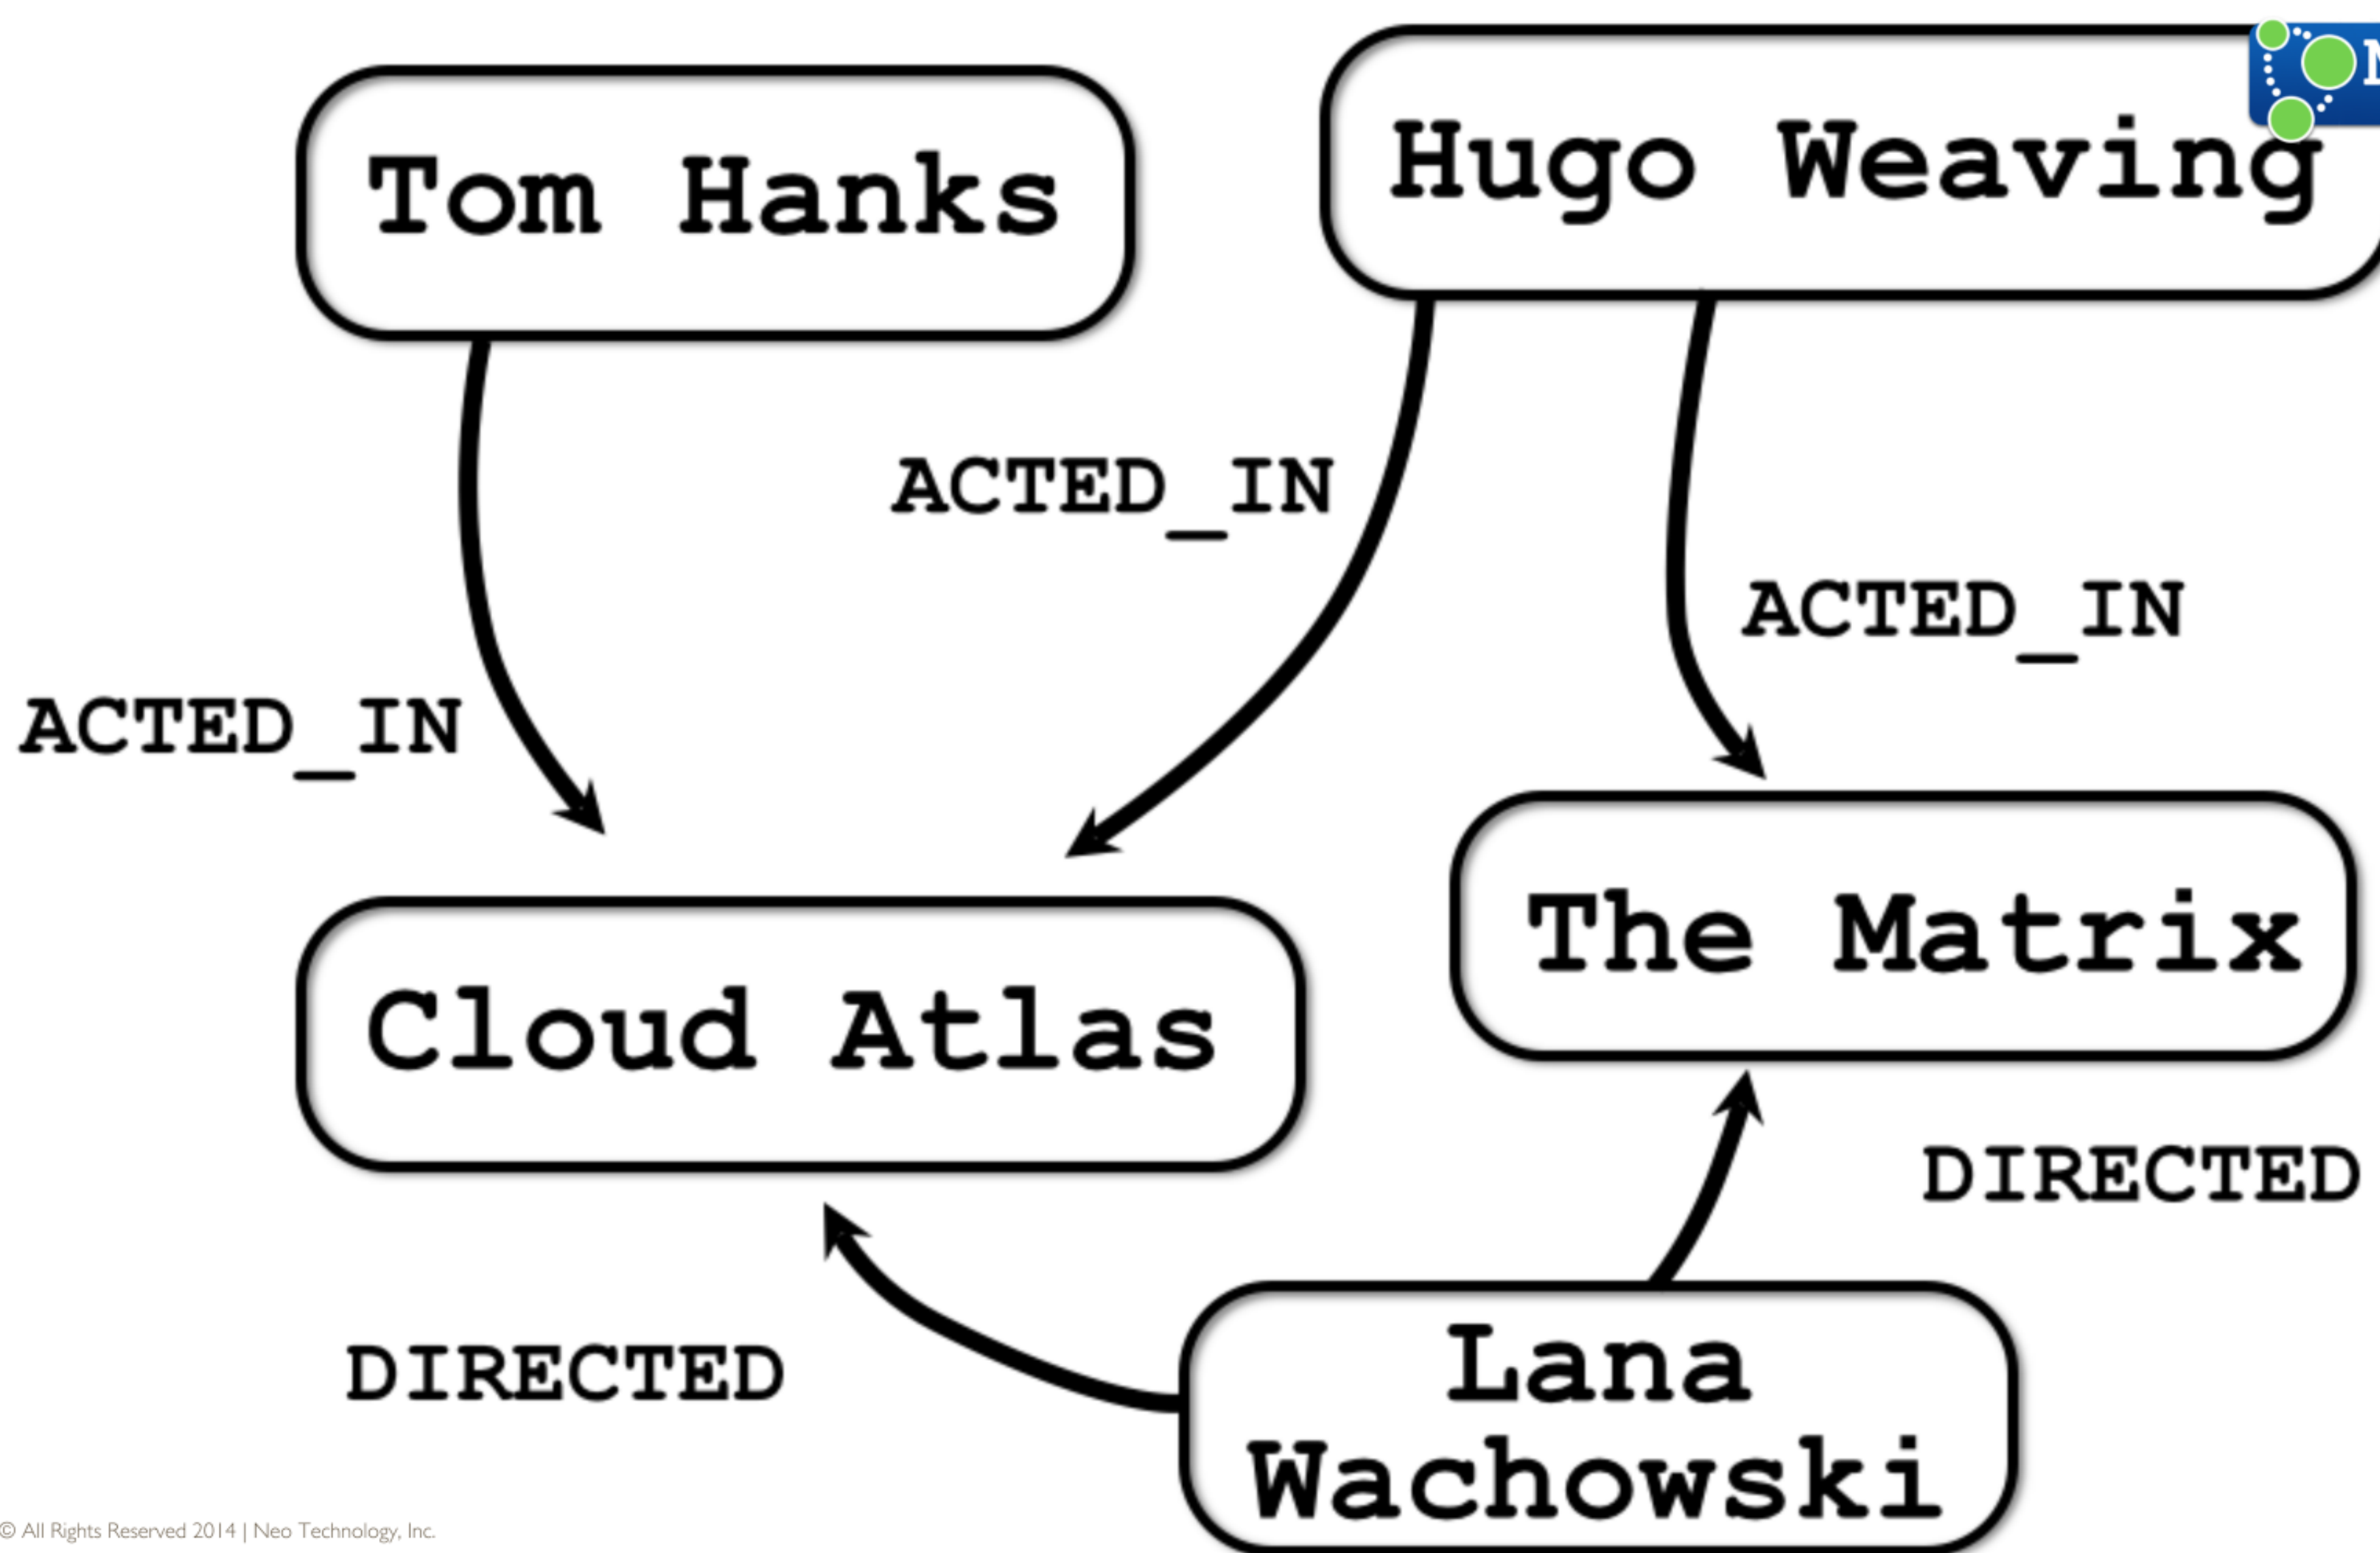 Tom Hanks
Hugo Weaving
ACTED_IN
ACTED_IN
ACTED_IN
The Matrix
Cloud Atlas
DIRECTED
DIRECTED
Lana
Wachowski
© All Rights Reserved 2014 | Neo Technology, Inc.